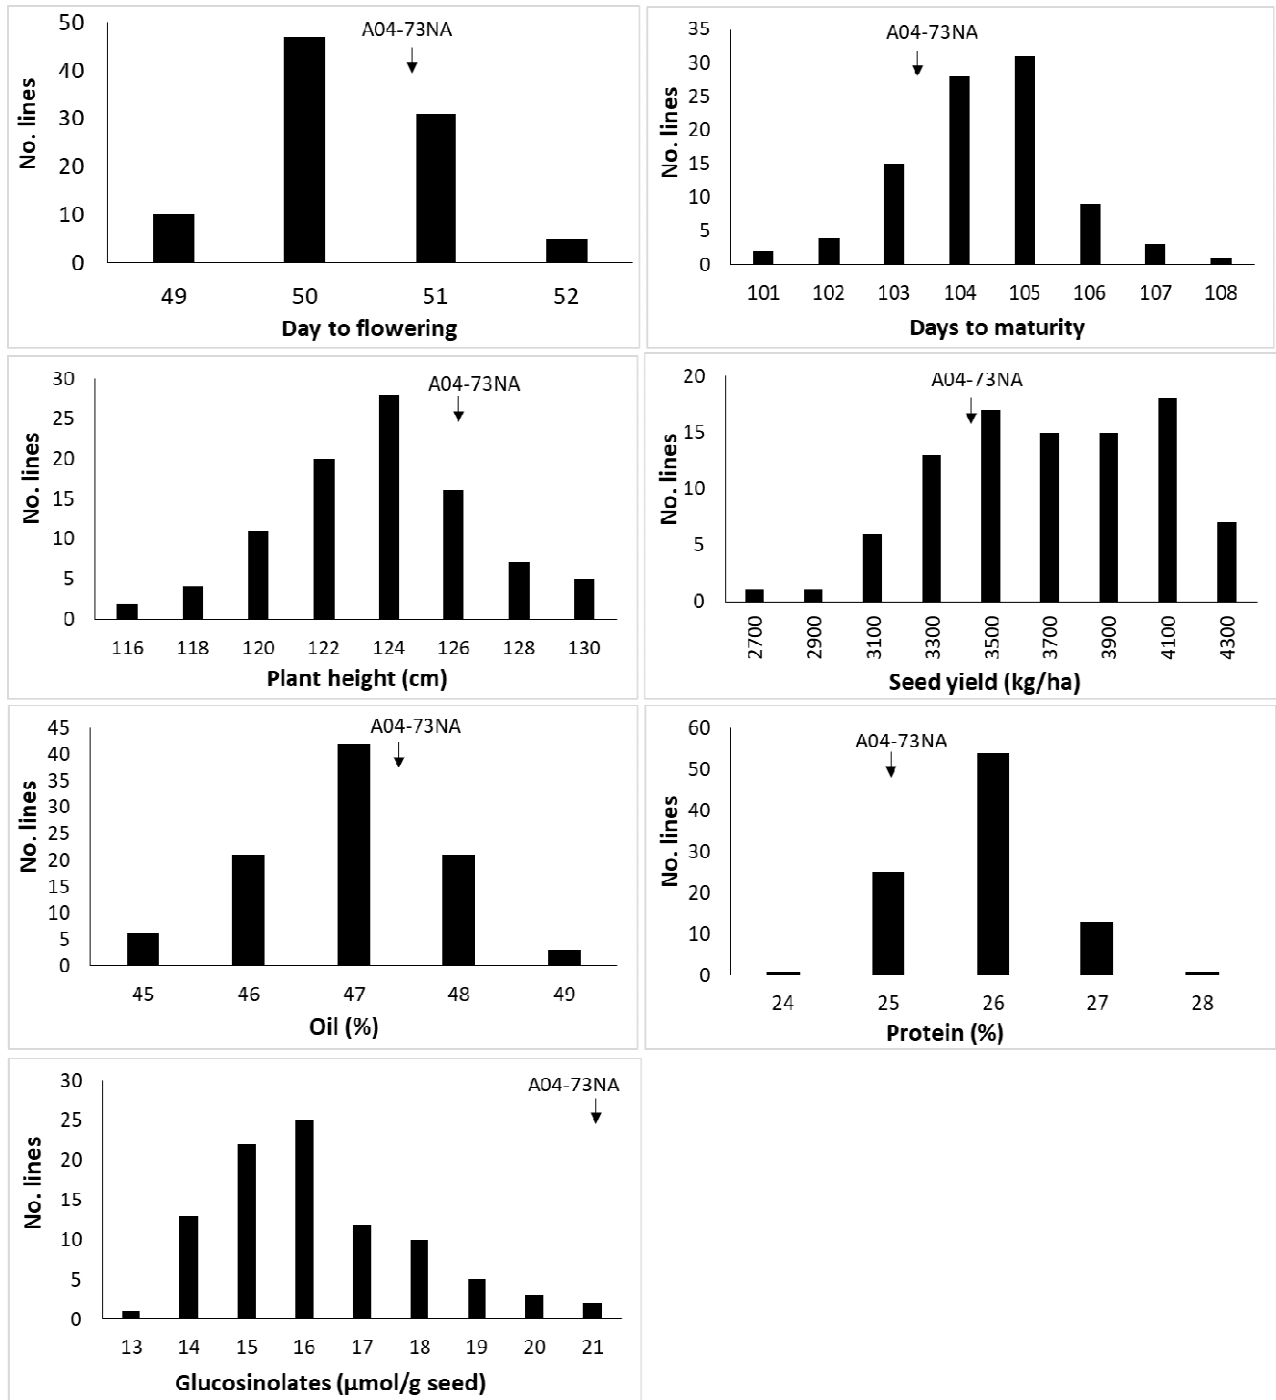 A04-73NA
50
40
30
20
10
0
No. lines
49 50 51 52
Day to flowering
A04-73NA
35
30
25
20
15
10
5
0
No. lines
101 102 103 104 105 106 107 108
Days to maturity
A04-73NA
30
25
20
15
10
5
0
No. lines
116 118 120 122 124 126 128 130
Plant height (cm)
A04-73NA
20
15
10
5
0
No. lines
2700 2900 3100 3300 3500 3700 3900 4100 4300
Seed yield (kg/ha)
A04-73NA
45
40
35
30
25
20
15
10
5
0
No. lines
45 46 47 48 49
Oil (%)
A04-73NA
60
50
40
30
20
10
0
No. lines
24 25 26 27 28
Protein (%)
A04-73NA
30
25
20
15
10
5
0
No. lines
13 14 15 16 17 18 19 20 21
Glucosinolates (µmol/g seed)